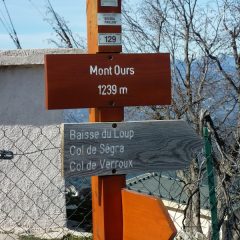 129
Mont Ours
1239 m
Baisse du Loup
Col de Ségra
Col de Verroux